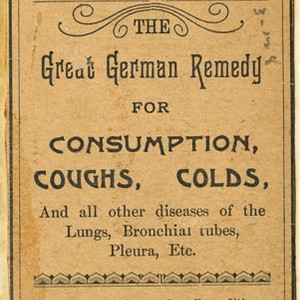 THE
Great German Remedy
FOR
CONSUMPTION,
COUGHS, COLDS,
And all other diseases of the
Lungs, Bronchial tubes,
Pleura, Etc.